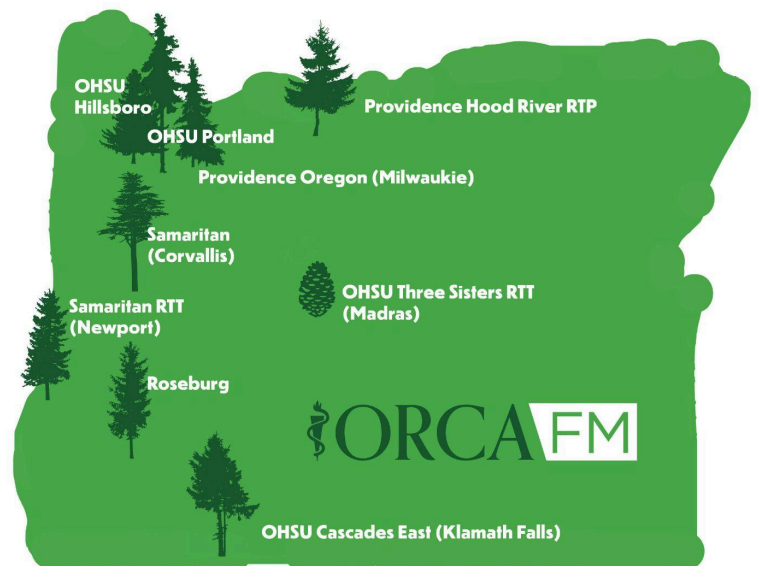 OHSU
Hillsboro
Providence Hood River RTP
OHSU Portland
Providence Oregon (Milwaukie)
Samaritan
(Corvallis)
OHSU Three Sisters RTT
(Madras)
Samaritan RTT
(Newport)
Roseburg
ORCA FM
OHSU Cascades East (Klamath Falls)